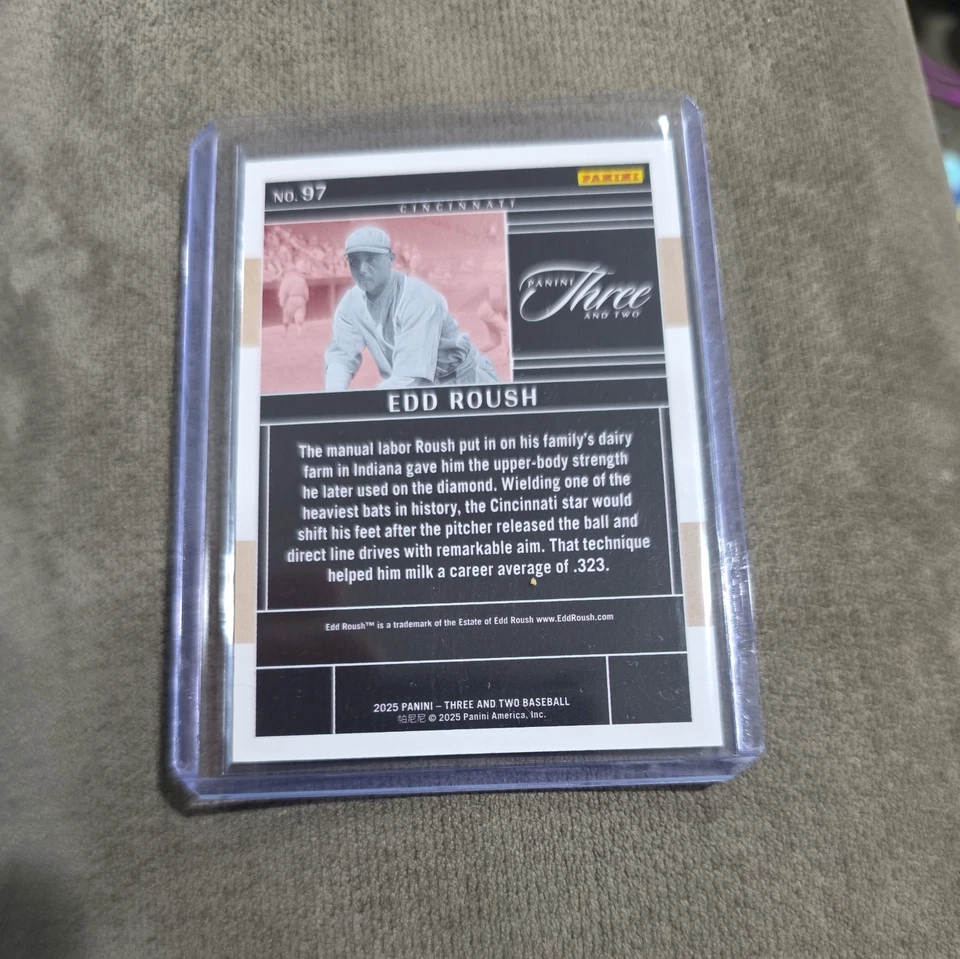 No. 97
PANINI
CINCINNATI
PANINI
Three
AND TWO
EDD ROUSH
The manual labor Roush put in on his family's dairy
farm in Indiana gave him the upper-body strength
he later used on the diamond. Wielding one of the
heaviest bats in history, the Cincinnati star would
shift his feet after the pitcher released the ball and
direct line drives with remarkable aim. That technique
helped him milk a career average of .323.
Edd Roush™ is a trademark of the Estate of Edd Roush www.EddRoush.com
2025 PANINI – THREE AND TWO BASEBALL
帕尼尼 © 2025 Panini America, Inc.